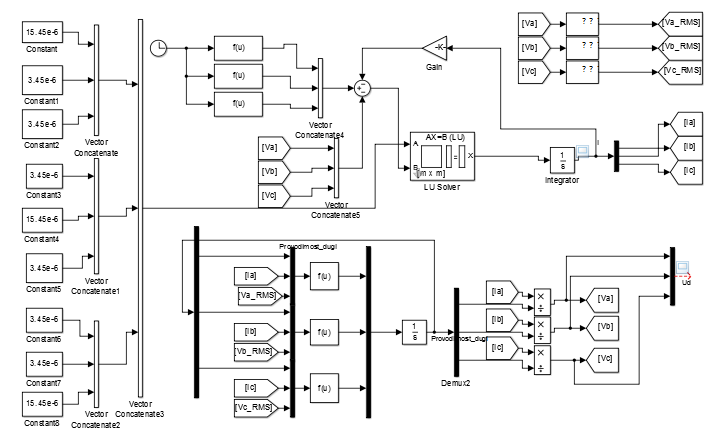 15.45e-6
Constant
3.45e-6
Constant1
3.45e-6
Constant2
Vector
Concatenate
3.45e-6
Constant3
15.45e-6
Constant4
3.45e-6
Constant5
Vector
Concatenate1
3.45e-6
Constant6
3.45e-6
Constant7
15.45e-6
Constant8
Vector
Concatenate2
Vector
Concatenate3
f(u)
f(u)
f(u)
Vector
Concatenate4
[Va]
[Vb]
[Vc]
Vector
Concatenate5
-K-
Gain
A
B
AX=B (LU)
[m x m]
X
LU Solver
1
s
Integrator
[Va]
? ?
[Va_RMS]
[Vb]
? ?
[Vb_RMS]
[Vc]
? ?
[Vc_RMS]
I
[Ia]
[Ib]
[Ic]
Provodimost_dugi
[Ia]
[Va_RMS]
f(u)
[Ib]
[Vb_RMS]
f(u)
[Ic]
[Vc_RMS]
f(u)
1
s
Provodimost_dugi
Demux2
[Ia]
×
÷
[Va]
[Ib]
×
÷
[Vb]
[Ic]
×
÷
[Vc]
Ud